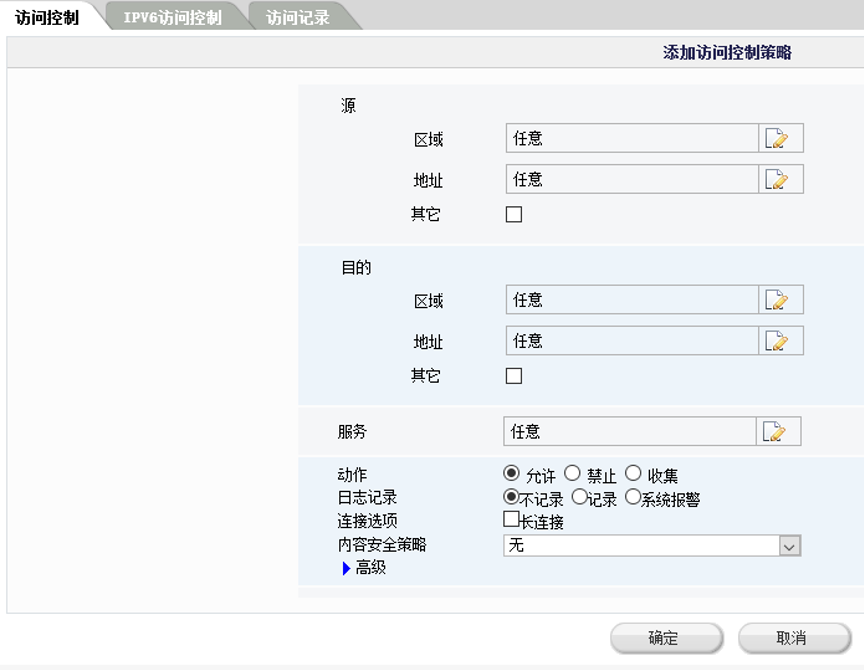 访问控制 IPV6访问控制 访问记录
添加访问控制策略
源
区域 任意
地址 任意
其它
目的
区域 任意
地址 任意
其它
服务 任意
动作 允许 禁止 收集
日志记录 不记录 记录 系统报警
连接选项 长连接
内容安全策略 无
高级
确定 取消